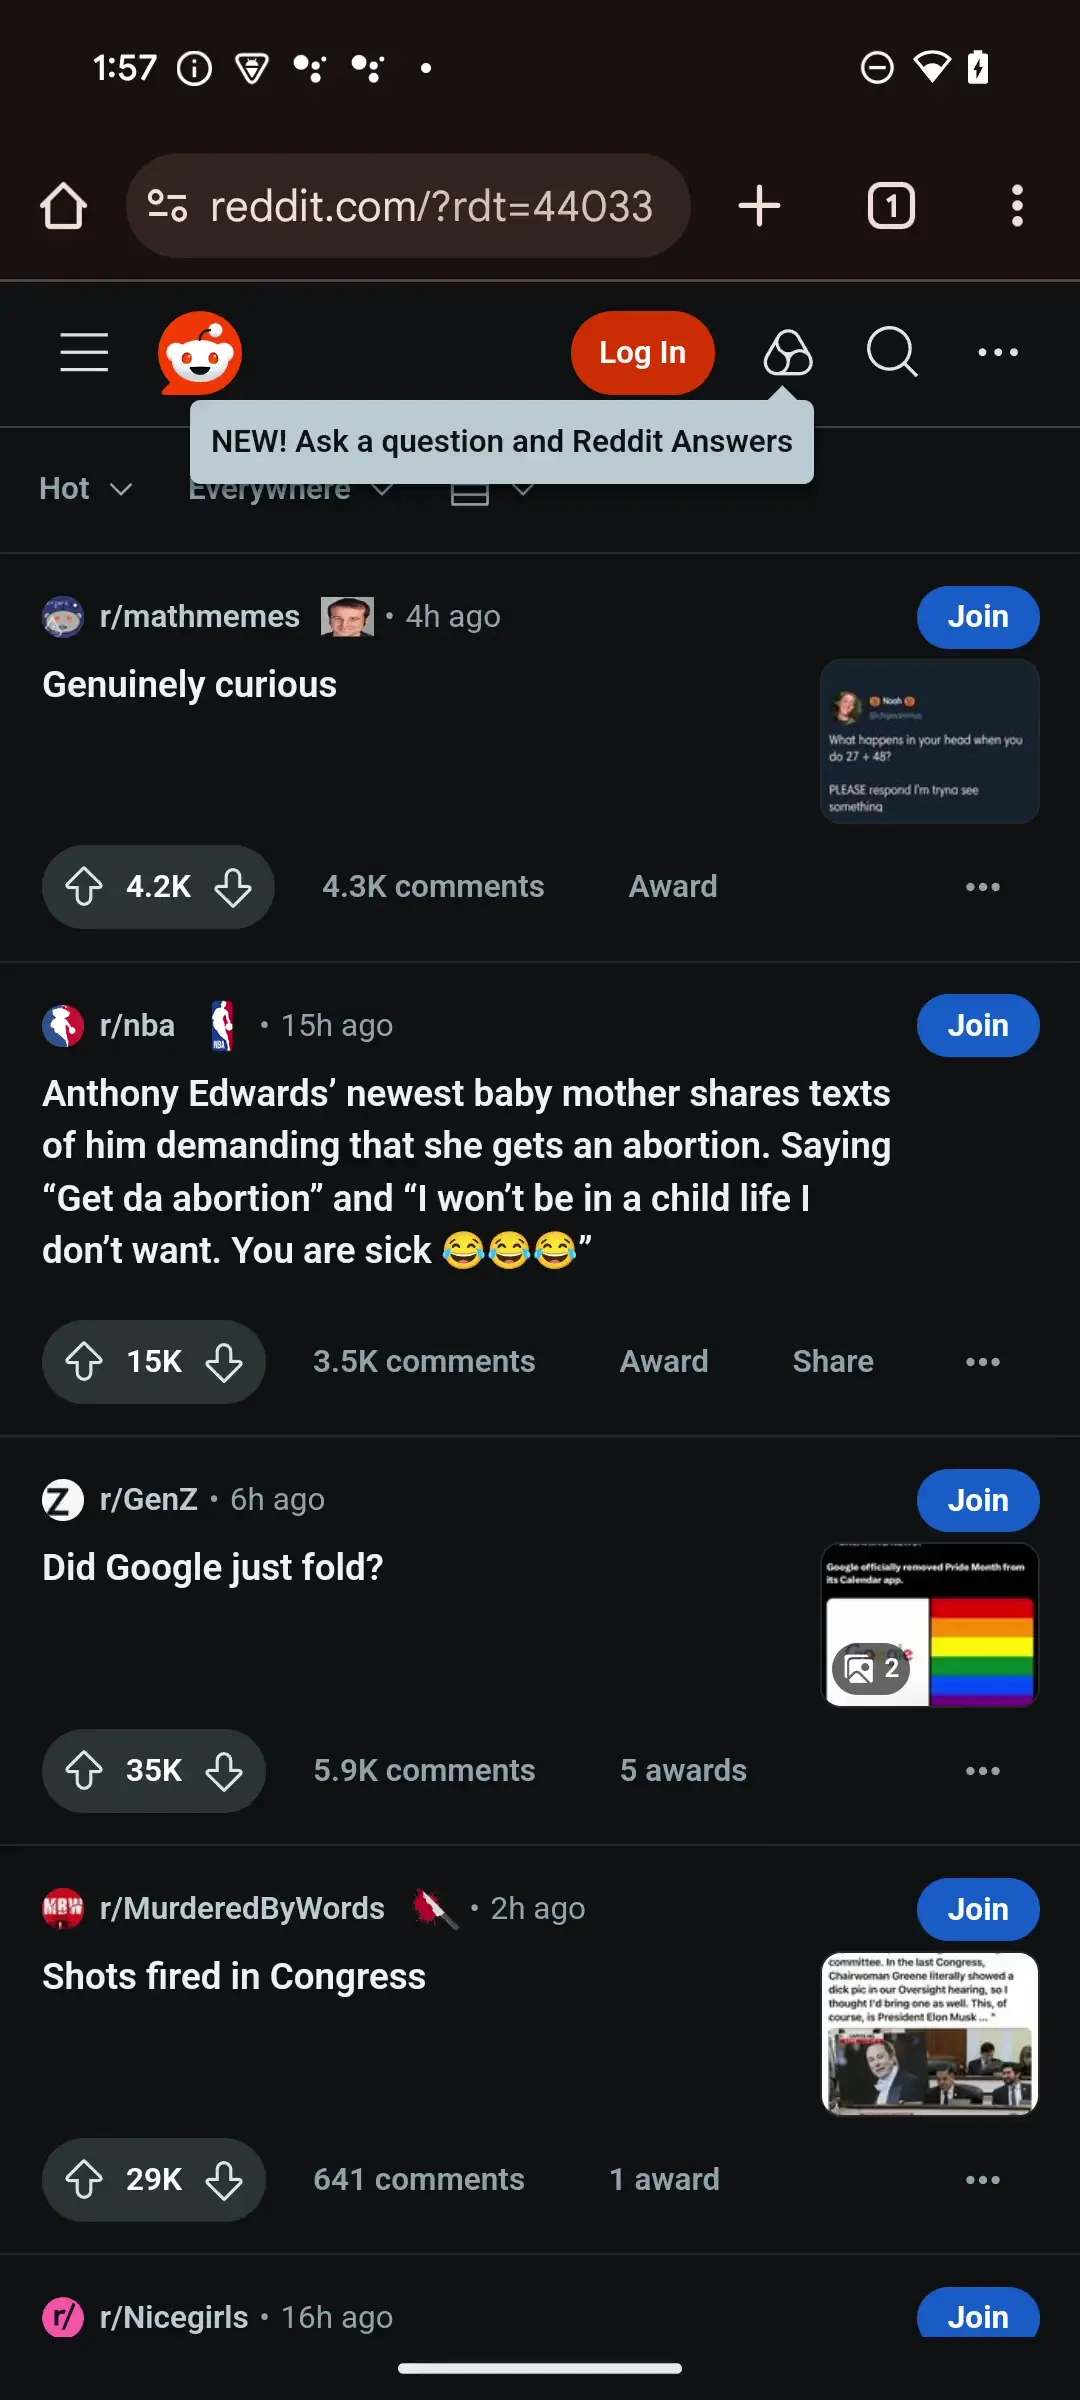 1:57
reddit.com/?rdt=44033
1
Log In
NEW! Ask a question and Reddit Answers
Hot
Everywhere
r/mathmemes • 4h ago
Join
Genuinely curious
Noah
What happens in your head when you
do 27 + 48?
PLEASE respond I'm tryna see
something
4.2K
4.3K comments
Award
r/nba
NBA
• 15h ago
Join
Anthony Edwards’ newest baby mother shares texts
of him demanding that she gets an abortion. Saying
“Get da abortion” and “I won’t be in a child life I
don’t want. You are sick 😂😂😂”
15K
3.5K comments
Award
Share
Z
r/GenZ • 6h ago
Join
Did Google just fold?
Google officially removed Pride Month from
its Calendar app.
2
35K
5.9K comments
5 awards
MBW
r/MurderedByWords • 2h ago
Join
Shots fired in Congress
committee. In the last Congress,
Chairwoman Greene literally showed a
dick pic in our Oversight hearing, so I
thought I'd bring one as well. This, of
course, is President Elon Musk ... "
29K
641 comments
1 award
r/
r/Nicegirls • 16h ago
Join